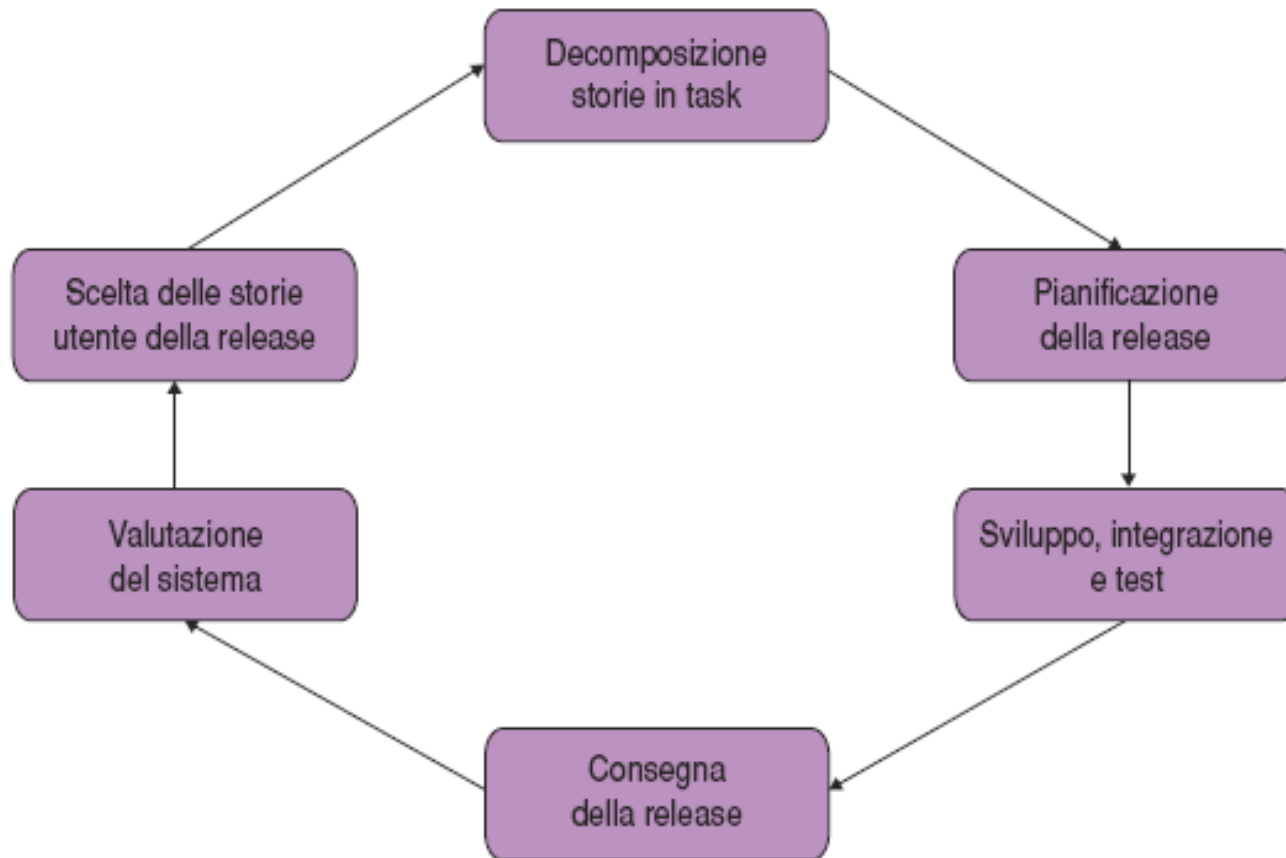 Decomposizione
storie in task
Scelta delle storie
utente della release
Pianificazione
della release
Valutazione
del sistema
Sviluppo, integrazione
e test
Consegna
della release